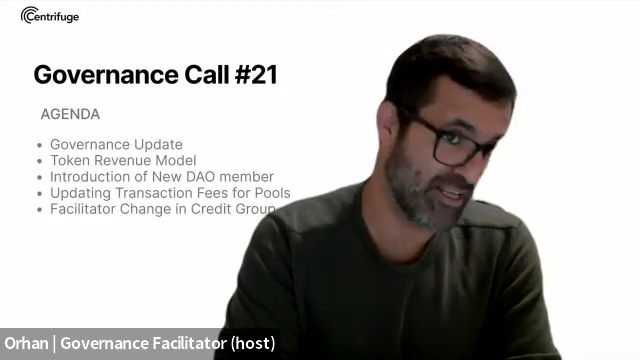 Centrifuge
Governance Call #21
AGENDA
• Governance Update
• Token Revenue Model
• Introduction of New DAO member
• Updating Transaction Fees for Pools
• Facilitator Change in Credit Group
Orhan | Governance Facilitator (host)